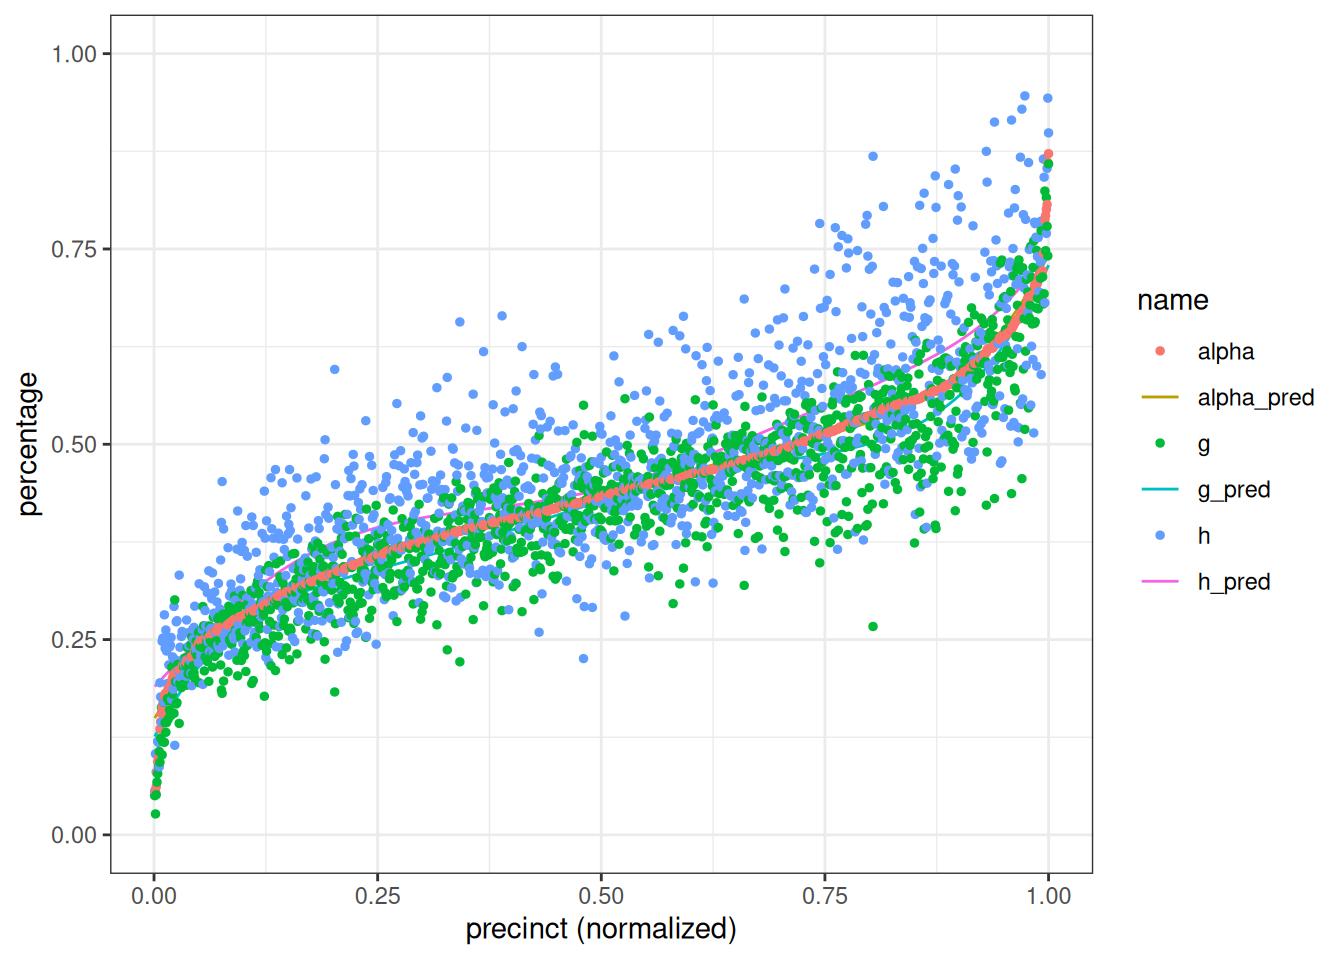 1.00
0.75
0.50
0.25
0.00
percentage
0.00 0.25 0.50 0.75 1.00
precinct (normalized)
name
alpha
alpha_pred
g
g_pred
h
h_pred